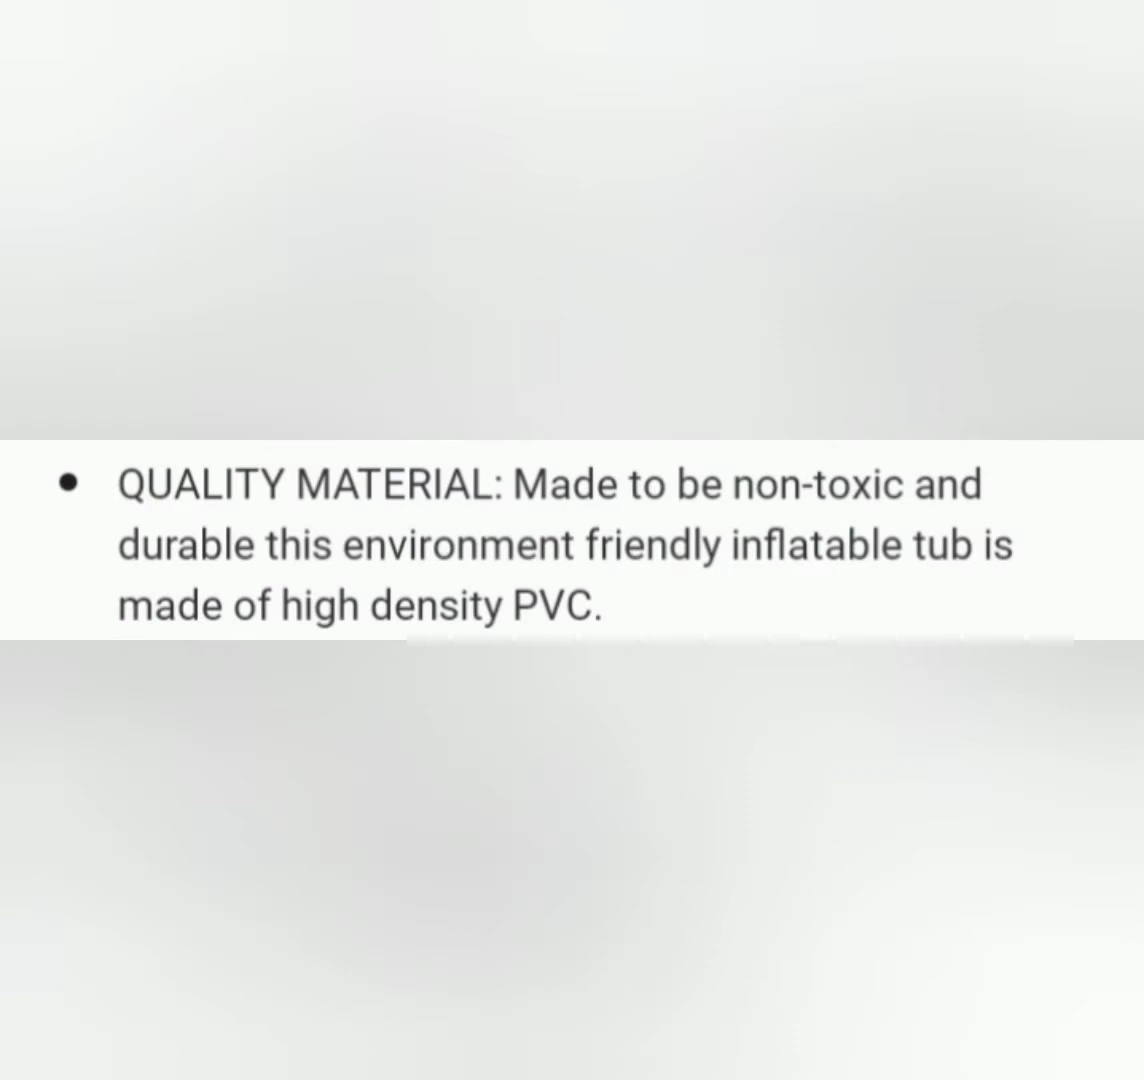 • QUALITY MATERIAL: Made to be non-toxic and
durable this environment friendly inflatable tub is
made of high density PVC.